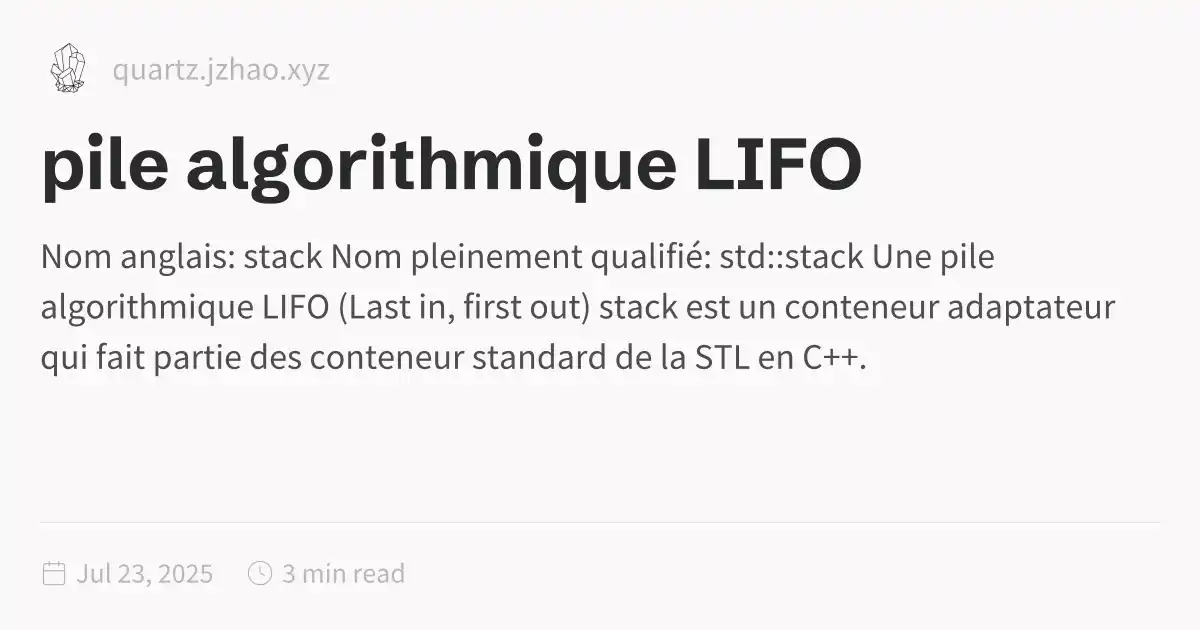 quartz.jzhao.xyz
pile algorithmique LIFO
Nom anglais: stack Nom pleinement qualifié: std::stack Une pile
algorithmique LIFO (Last in, first out) stack est un conteneur adaptateur
qui fait partie des conteneur standard de la STL en C++.
Jul 23, 2025 3 min read